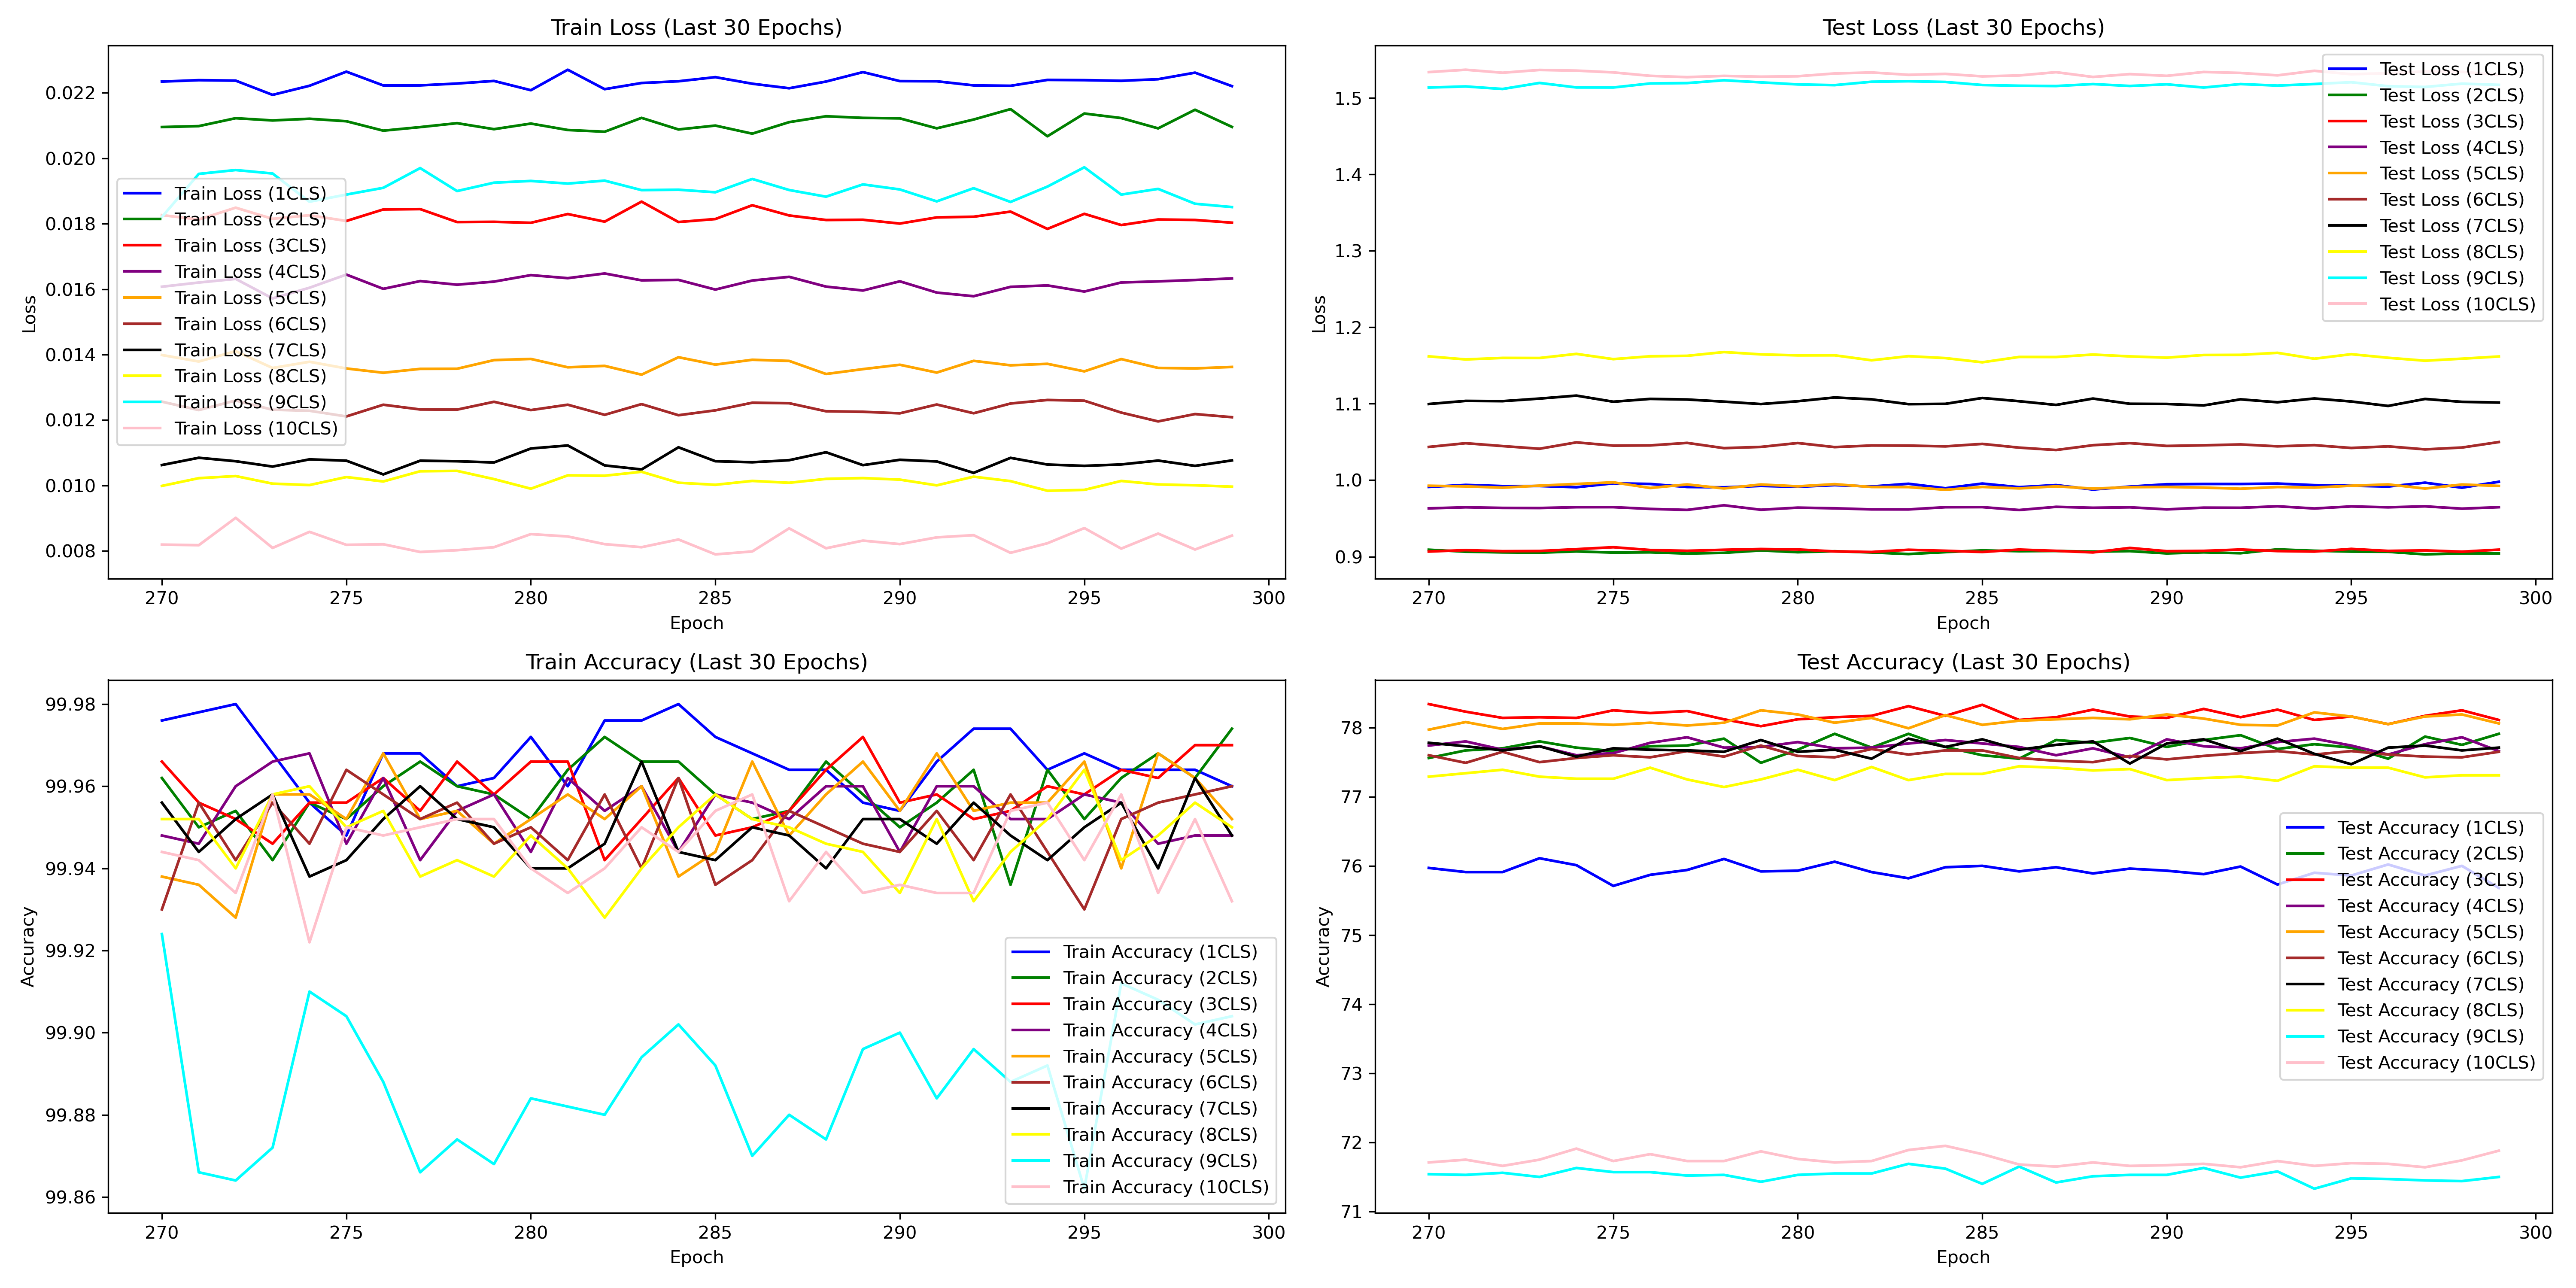 Train Loss (Last 30 Epochs)
Loss
0.022
0.020
0.018
0.016
0.014
0.012
0.010
0.008
Train Loss (1CLS)
Train Loss (2CLS)
Train Loss (3CLS)
Train Loss (4CLS)
Train Loss (5CLS)
Train Loss (6CLS)
Train Loss (7CLS)
Train Loss (8CLS)
Train Loss (9CLS)
Train Loss (10CLS)
270 275 280 285 290 295 300
Epoch
Test Loss (Last 30 Epochs)
Loss
1.5
1.4
1.3
1.2
1.1
1.0
0.9
Test Loss (1CLS)
Test Loss (2CLS)
Test Loss (3CLS)
Test Loss (4CLS)
Test Loss (5CLS)
Test Loss (6CLS)
Test Loss (7CLS)
Test Loss (8CLS)
Test Loss (9CLS)
Test Loss (10CLS)
270 275 280 285 290 295 300
Epoch
Train Accuracy (Last 30 Epochs)
Accuracy
99.98
99.96
99.94
99.92
99.90
99.88
99.86
Train Accuracy (1CLS)
Train Accuracy (2CLS)
Train Accuracy (3CLS)
Train Accuracy (4CLS)
Train Accuracy (5CLS)
Train Accuracy (6CLS)
Train Accuracy (7CLS)
Train Accuracy (8CLS)
Train Accuracy (9CLS)
Train Accuracy (10CLS)
270 275 280 285 290 295 300
Epoch
Test Accuracy (Last 30 Epochs)
Accuracy
78
77
76
75
74
73
72
71
Test Accuracy (1CLS)
Test Accuracy (2CLS)
Test Accuracy (3CLS)
Test Accuracy (4CLS)
Test Accuracy (5CLS)
Test Accuracy (6CLS)
Test Accuracy (7CLS)
Test Accuracy (8CLS)
Test Accuracy (9CLS)
Test Accuracy (10CLS)
270 275 280 285 290 295 300
Epoch